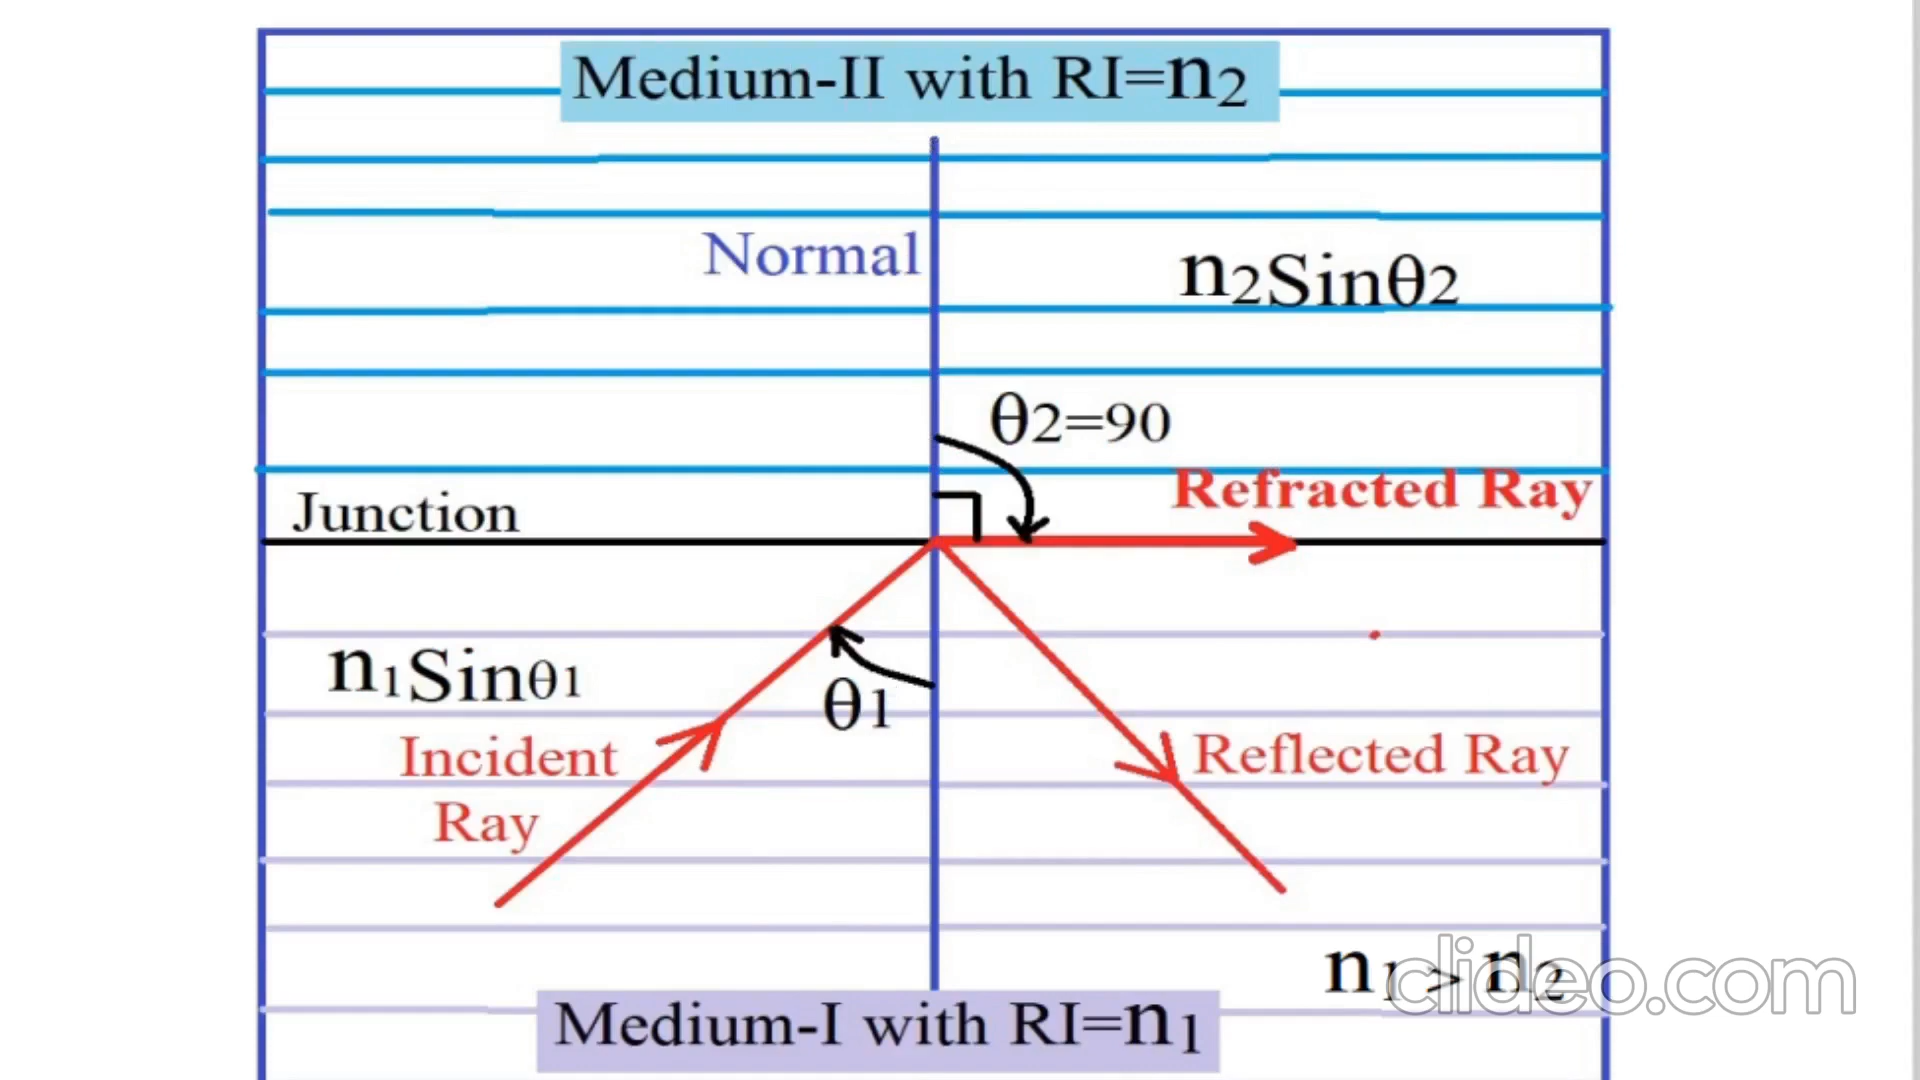 Medium-II with RI=n2
Normal
n2Sinθ2
θ2=90
Refracted Ray
Junction
n1Sinθ1
θ1
Incident
Ray
Reflected Ray
n1 > n2
clideo.com
Medium-I with RI=n1